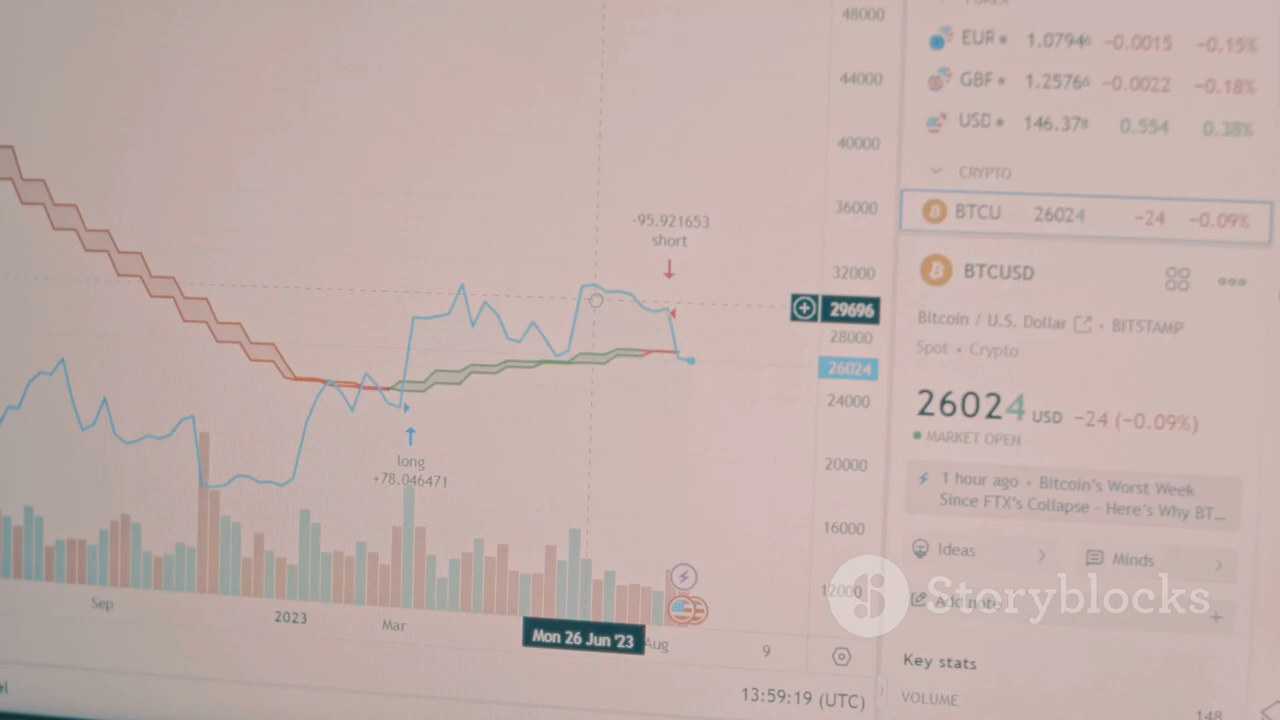 48000
44000
40000
36000
32000
29696
28000
26024
24000
20000
16000
12000
-95.921653
short
long
+78.046471
Sep
2023
Mar
Mon 26 Jun '23
Aug
9
13:59:19 (UTC)
EUR 1.07946 -0.0015 -0.15%
GBP 1.25766 -0.0022 -0.18%
USD 146.378 0.554 0.38%
CRYPTO
BTCU 26024 -24 -0.09%
BTCUSD
Bitcoin / U.S. Dollar • BITSTAMP
Spot • Crypto
26024 USD -24 (-0.09%)
MARKET OPEN
1 hour ago • Bitcoin's Worst Week
Since FTX's Collapse - Here's Why BT...
Ideas
Minds
Add note
Storyblocks
Key stats
VOLUME
148